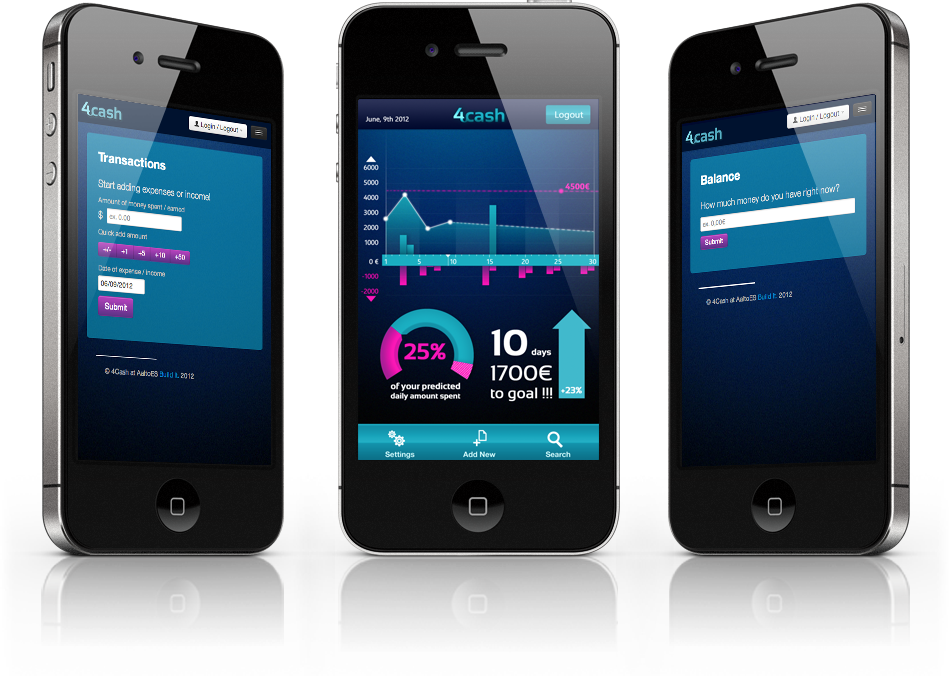 4cash
Login / Logout
Transactions
Start adding expenses or income!
Amount of money spent / earned
$ ex. 0.00
Quick add amount
+/- +1 +5 +10 +50
Date of expense / income
06/09/2012
Submit
© 4Cash at AaltoES Build It. 2012
June, 9th 2012
4cash
Logout
6000
5000
4500€
4000
3000
2000
1000
0 €
1 5 10 15 20 25 30
-1000
-2000
25%
of your predicted
daily amount spent
10 days
1700€
to goal !!!
+23%
Settings
Add New
Search
4cash
Login / Logout
Balance
How much money do you have right now?
ex. 0,00€
Submit
© 4Cash at AaltoES Build It. 2012